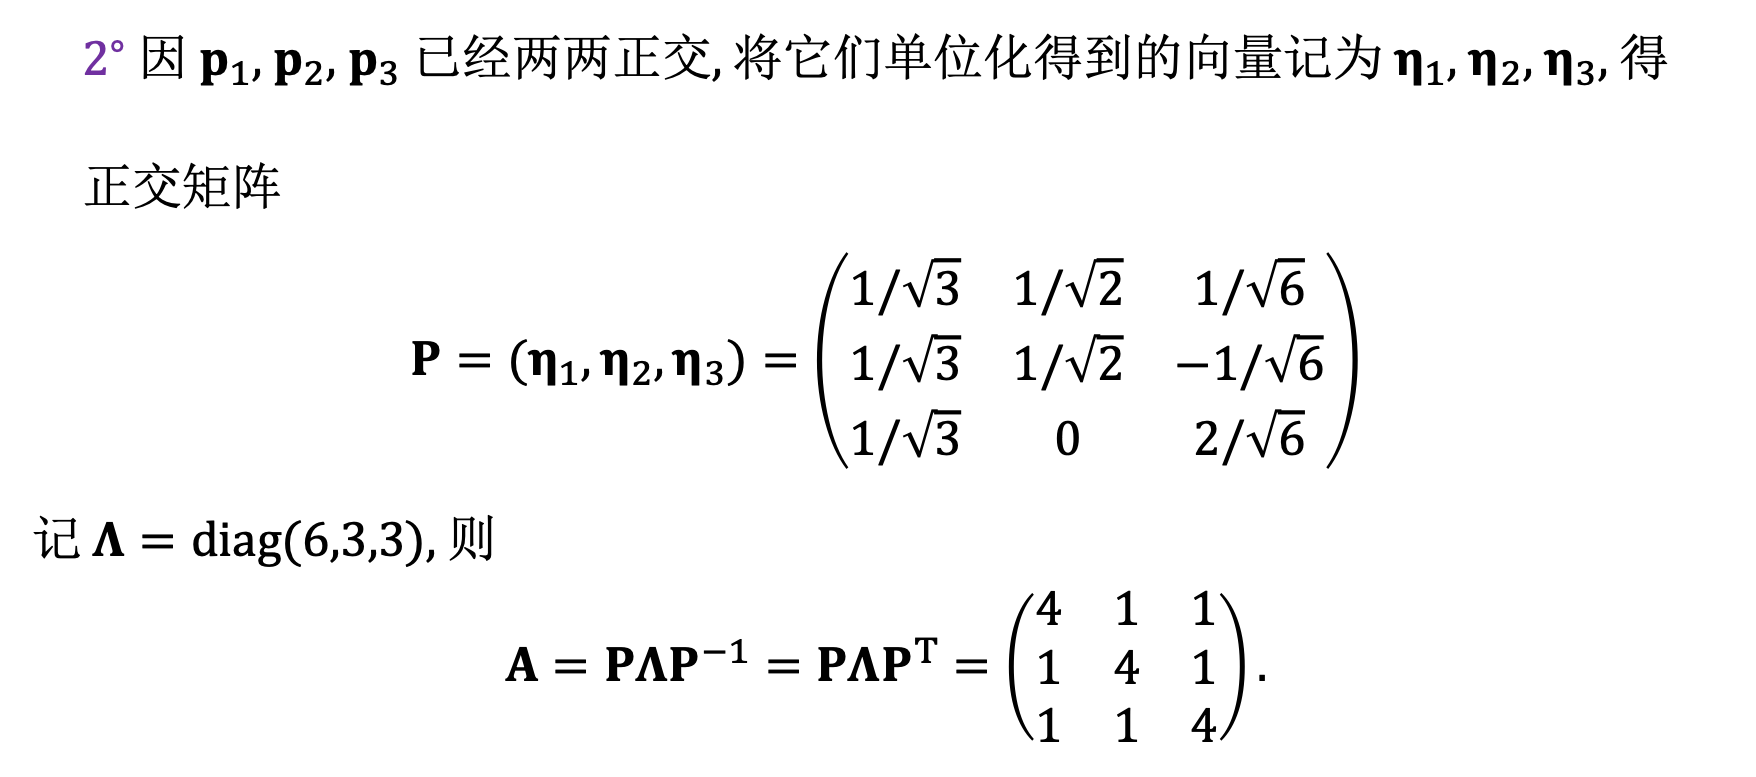 2° 因 p₁, p₂, p₃ 已经两两正交, 将它们单位化得到的向量记为 η₁, η₂, η₃, 得
正交矩阵
P = (η₁, η₂, η₃) = ( 1/√3 1/√2 1/√6
1/√3 1/√2 −1/√6
1/√3 0 2/√6 )
记 Λ = diag(6,3,3), 则
A = PΛP⁻¹ = PΛPᵀ = ( 4 1 1
1 4 1
1 1 4 ) .